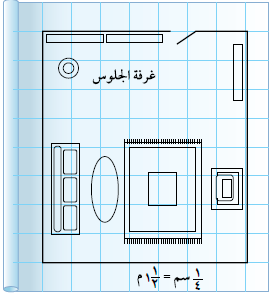 غرفة الجلوس
١/٤ سم = ١ ١/٢ م